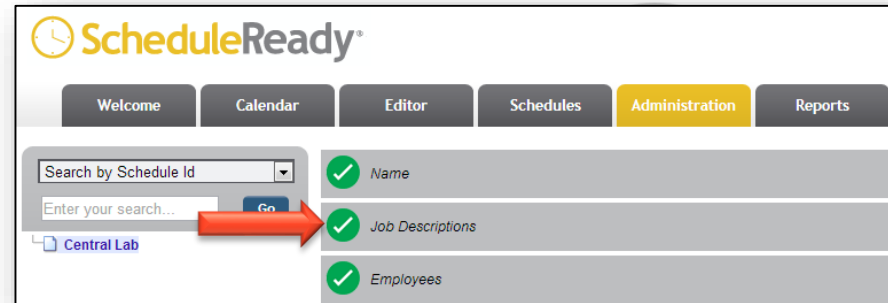 ScheduleReady®
Welcome Calendar Editor Schedules Administration Reports
Search by Schedule Id
Enter your search... Go
Central Lab
Name
Job Descriptions
Employees